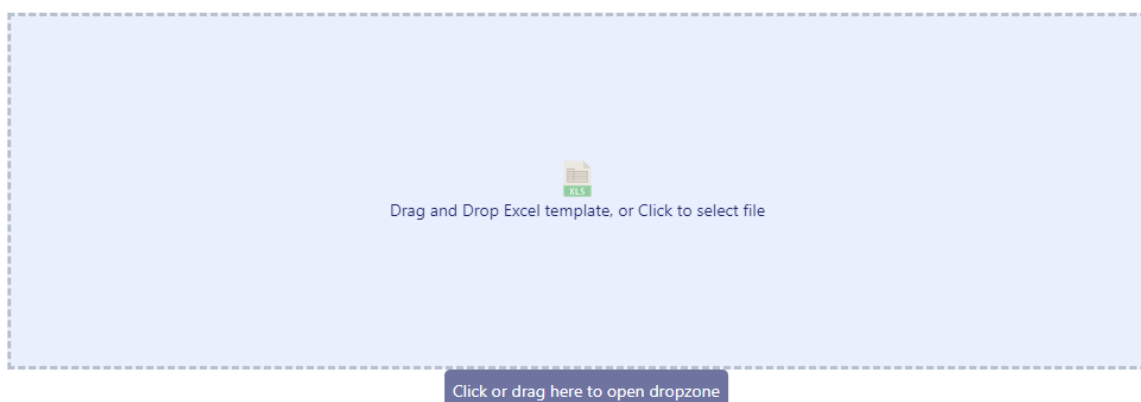 XLS
Drag and Drop Excel template, or Click to select file
Click or drag here to open dropzone